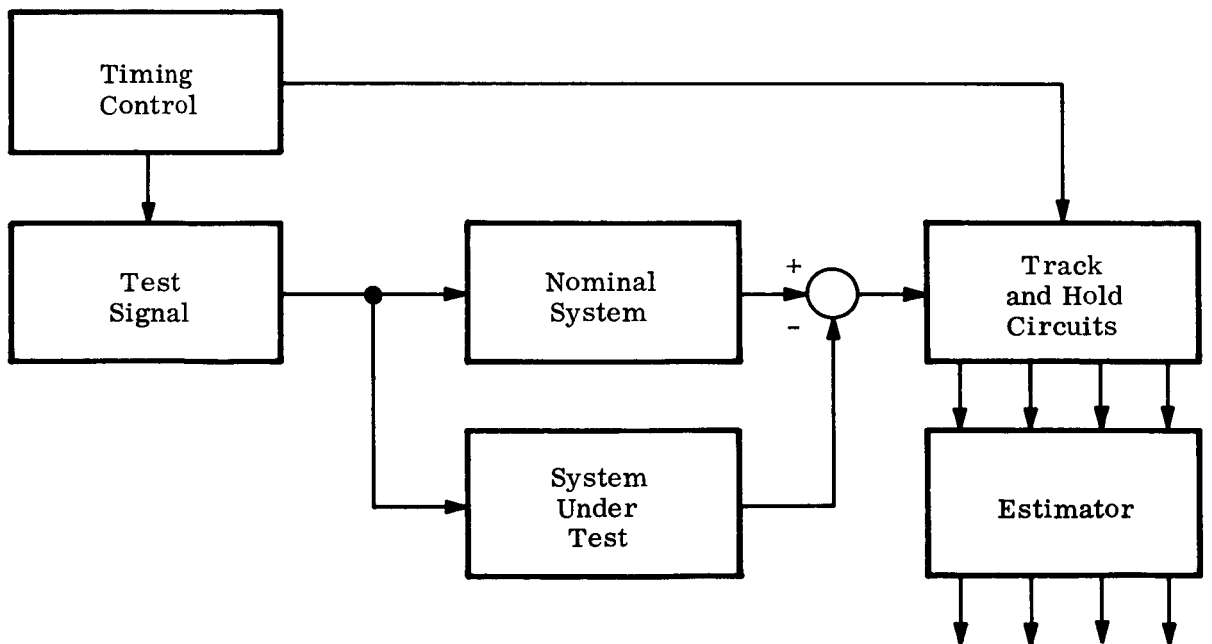 Timing
Control
Test
Signal
Nominal
System
+
-
Track
and Hold
Circuits
System
Under
Test
Estimator